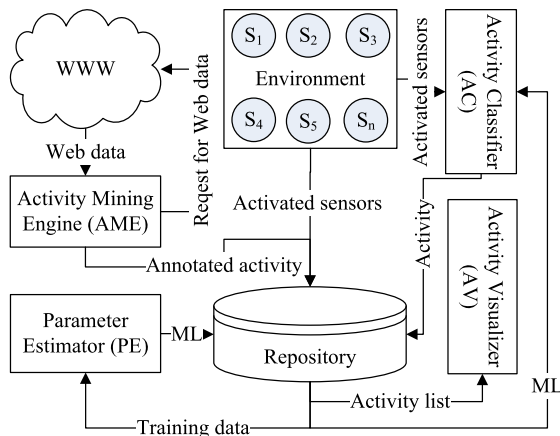 S1 S2 S3
WWW
Environment
S4 S5 Sn
Activated sensors
Activity Classifier
(AC)
Web data
Reqest for Web data
Activity Mining
Engine (AME)
Activated sensors
Activity
Activity Visualizer
(AV)
Annotated activity
Parameter
Estimator (PE)
ML
Repository
ML
Activity list
Training data